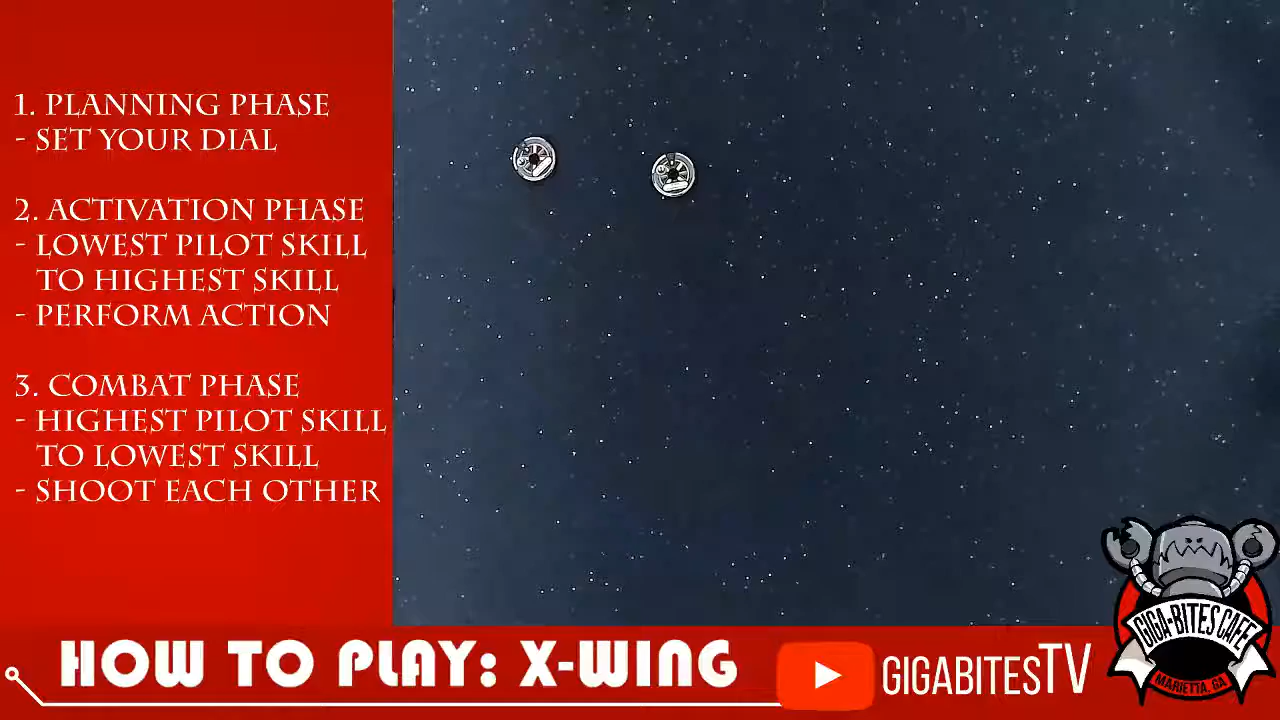 1. PLANNING PHASE
- SET YOUR DIAL
2. ACTIVATION PHASE
- LOWEST PILOT SKILL
TO HIGHEST SKILL
- PERFORM ACTION
3. COMBAT PHASE
- HIGHEST PILOT SKILL
TO LOWEST SKILL
- SHOOT EACH OTHER
HOW TO PLAY: X-WING
GIGABITESTV
GIGA-BITES CAFE
MARIETTA, GA